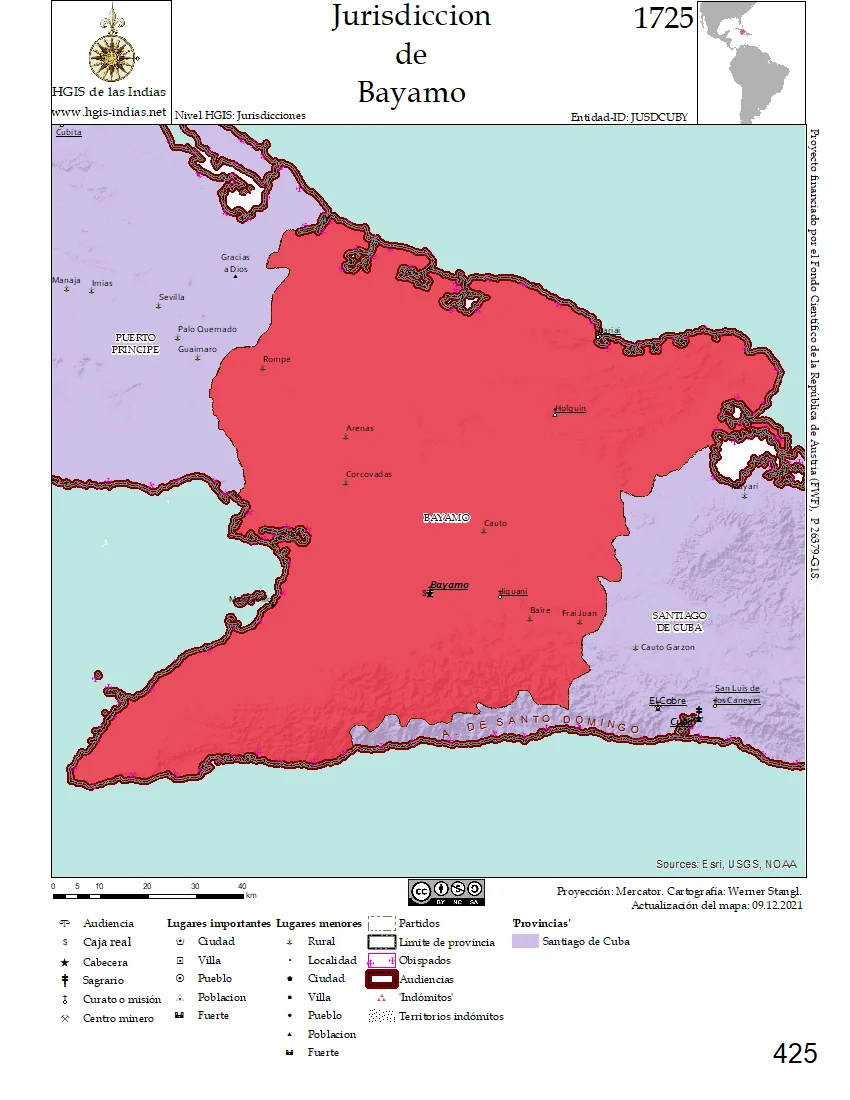 Jurisdiccion
de
Bayamo
1725
HGIS de las Indias
www.hgis-indias.net
Nivel HGIS: Jurisdicciones
Entidad-ID: JUSDCUBY
Proyecto financiado por el Fondo Científico de la República de Austria (FWF), P 26379-G18.
Cubita
Gracias
a Dios
Manaja
Imias
Sevilla
Palo Quemado
PUERTO
PRINCIPE
Guaimaro
Rompe
Holquin
Arenas
Corcovadas
BAYAMO
Cauto
Bayamo
Jiguani
Baire
Frai Juan
SANTIAGO
DE CUBA
Cauto Garzon
San Luis de
los Caneyes
El Cobre
Cuba
A. DE SANTO DOMINGO
Sources: Esri, USGS, NOAA
0 5 10 20 30 40
km
CC BY NC SA
Proyección: Mercator. Cartografía: Werner Stangl.
Actualización del mapa: 09.12.2021
Audiencia
Caja real
Cabecera
Sagrario
Curato o misión
Centro minero
Lugares importantes
Ciudad
Villa
Pueblo
Poblacion
Fuerte
Lugares menores
Rural
Localidad
Ciudad
Villa
Pueblo
Poblacion
Fuerte
Partidos
Límite de provincia
Obispados
Audiencias
'Indómitos'
Territorios indómitos
'Provincias'
Santiago de Cuba
425